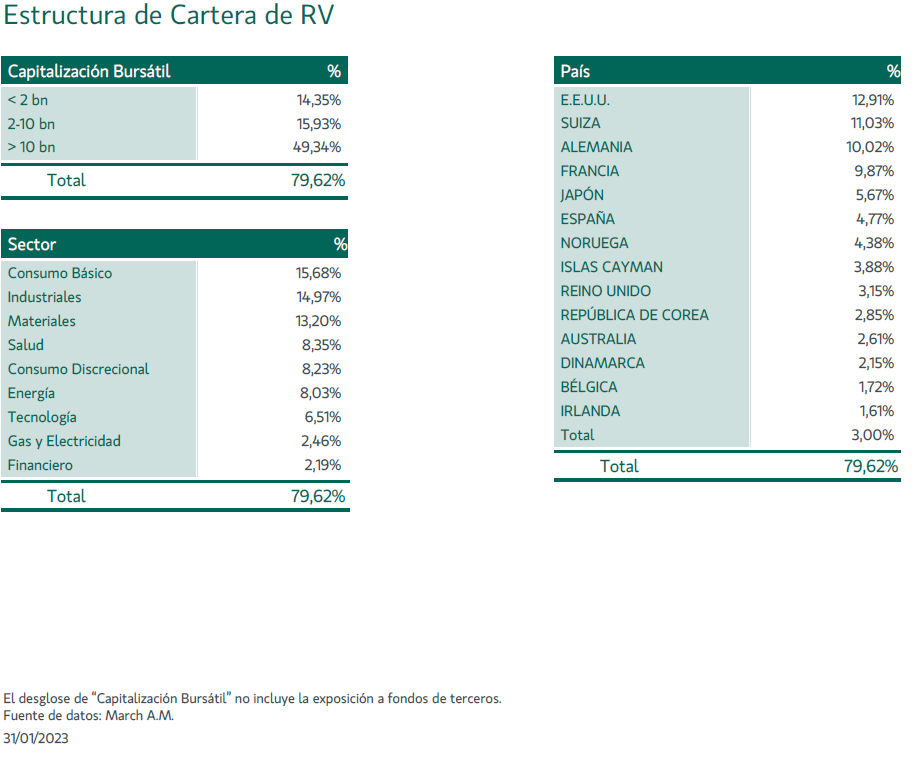 Estructura de Cartera de RV
Capitalización Bursátil %
< 2 bn 14,35%
2-10 bn 15,93%
> 10 bn 49,34%
Total 79,62%
Sector %
Consumo Básico 15,68%
Industriales 14,97%
Materiales 13,20%
Salud 8,35%
Consumo Discrecional 8,23%
Energía 8,03%
Tecnología 6,51%
Gas y Electricidad 2,46%
Financiero 2,19%
Total 79,62%
País %
E.E.U.U. 12,91%
SUIZA 11,03%
ALEMANIA 10,02%
FRANCIA 9,87%
JAPÓN 5,67%
ESPAÑA 4,77%
NORUEGA 4,38%
ISLAS CAYMAN 3,88%
REINO UNIDO 3,15%
REPÚBLICA DE COREA 2,85%
AUSTRALIA 2,61%
DINAMARCA 2,15%
BÉLGICA 1,72%
IRLANDA 1,61%
Total 3,00%
Total 79,62%
El desglose de “Capitalización Bursátil” no incluye la exposición a fondos de terceros.
Fuente de datos: March A.M.
31/01/2023